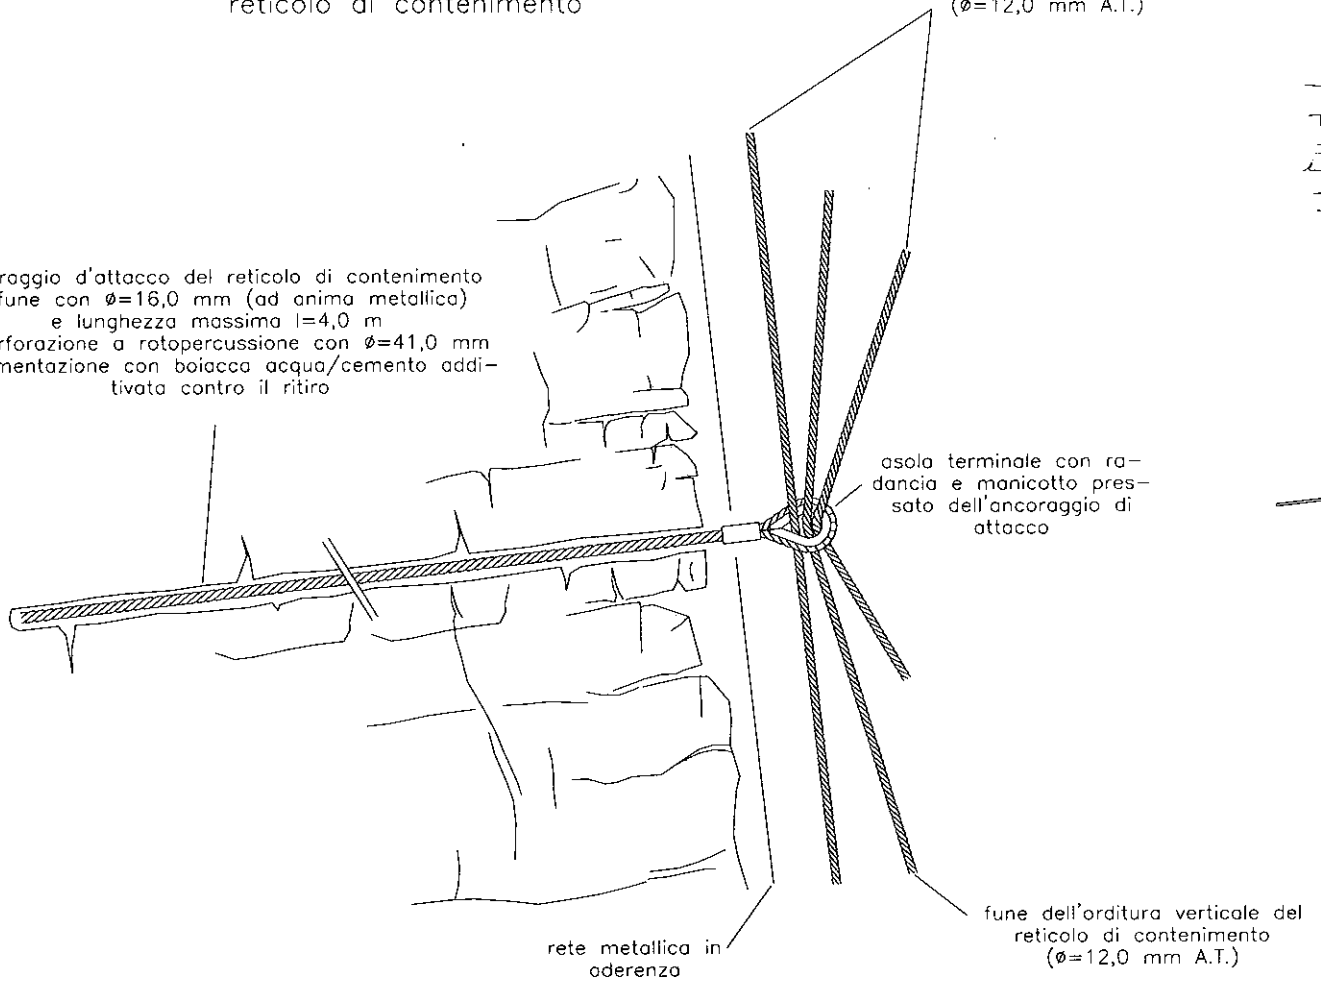 reticolo di contenimento
(ø=12,0 mm A.T.)
raggio d'attacco del reticolo di contenimento
fune con ø=16,0 mm (ad anima metallica)
e lunghezza massima l=4,0 m
rforazione a rotopercussione con ø=41,0 mm
mentazione con boiacca acqua/cemento addi-
tivata contro il ritiro
asola terminale con ra-
dancia e manicotto pres-
sato dell'ancoraggio di
attacco
fune dell'orditura verticale del
reticolo di contenimento
(ø=12,0 mm A.T.)
rete metallica in
aderenza